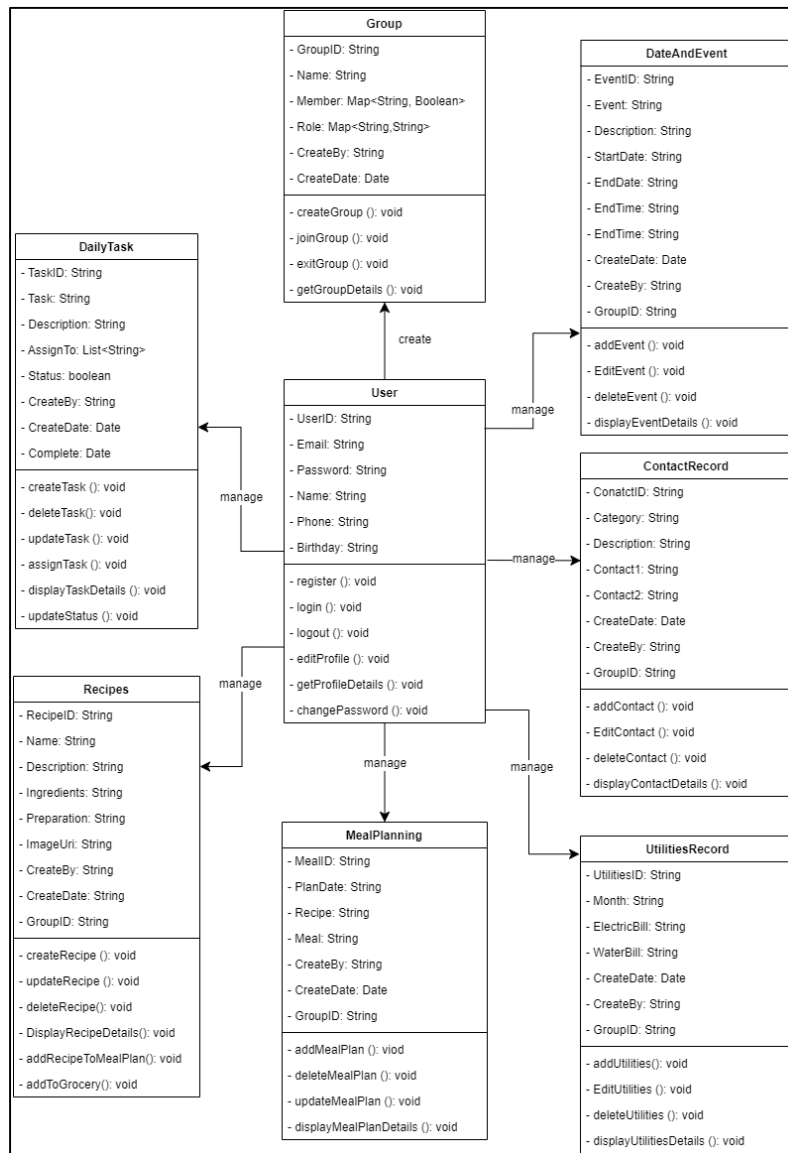 Group
- GroupID: String
- Name: String
- Member: Map<String, Boolean>
- Role: Map<String,String>
- CreateBy: String
- CreateDate: Date
- createGroup (): void
- joinGroup (): void
- exitGroup (): void
- getGroupDetails (): void
DateAndEvent
- EventID: String
- Event: String
- Description: String
- StartDate: String
- EndDate: String
- EndTime: String
- EndTime: String
- CreateDate: Date
- CreateBy: String
- GroupID: String
- addEvent (): void
- EditEvent (): void
- deleteEvent (): void
- displayEventDetails (): void
DailyTask
- TaskID: String
- Task: String
- Description: String
- AssignTo: List<String>
- Status: boolean
- CreateBy: String
- CreateDate: Date
- Complete: Date
- createTask (): void
- deleteTask(): void
- updateTask (): void
- assignTask (): void
- displayTaskDetails (): void
- updateStatus (): void
create
manage
manage
User
- UserID: String
- Email: String
- Password: String
- Name: String
- Phone: String
- Birthday: String
- register (): void
- login (): void
- logout (): void
- editProfile (): void
- getProfileDetails (): void
- changePassword (): void
manage
ContactRecord
- ConatctID: String
- Category: String
- Description: String
- Contact1: String
- Contact2: String
- CreateDate: Date
- CreateBy: String
- GroupID: String
- addContact (): void
- EditContact (): void
- deleteContact (): void
- displayContactDetails (): void
manage
Recipes
- RecipeID: String
- Name: String
- Description: String
- Ingredients: String
- Preparation: String
- ImageUri: String
- CreateBy: String
- CreateDate: String
- GroupID: String
- createRecipe (): void
- updateRecipe (): void
- deleteRecipe(): void
- DisplayRecipeDetails(): void
- addRecipeToMealPlan(): void
- addToGrocery(): void
manage
manage
MealPlanning
- MealID: String
- PlanDate: String
- Recipe: String
- Meal: String
- CreateBy: String
- CreateDate: Date
- GroupID: String
- addMealPlan (): viod
- deleteMealPlan (): void
- updateMealPlan (): void
- displayMealPlanDetails (): void
UtilitiesRecord
- UtilitiesID: String
- Month: String
- ElectricBill: String
- WaterBill: String
- CreateDate: Date
- CreateBy: String
- GroupID: String
- addUtilities(): void
- EditUtilities (): void
- deleteUtilities (): void
- displayUtilitiesDetails (): void